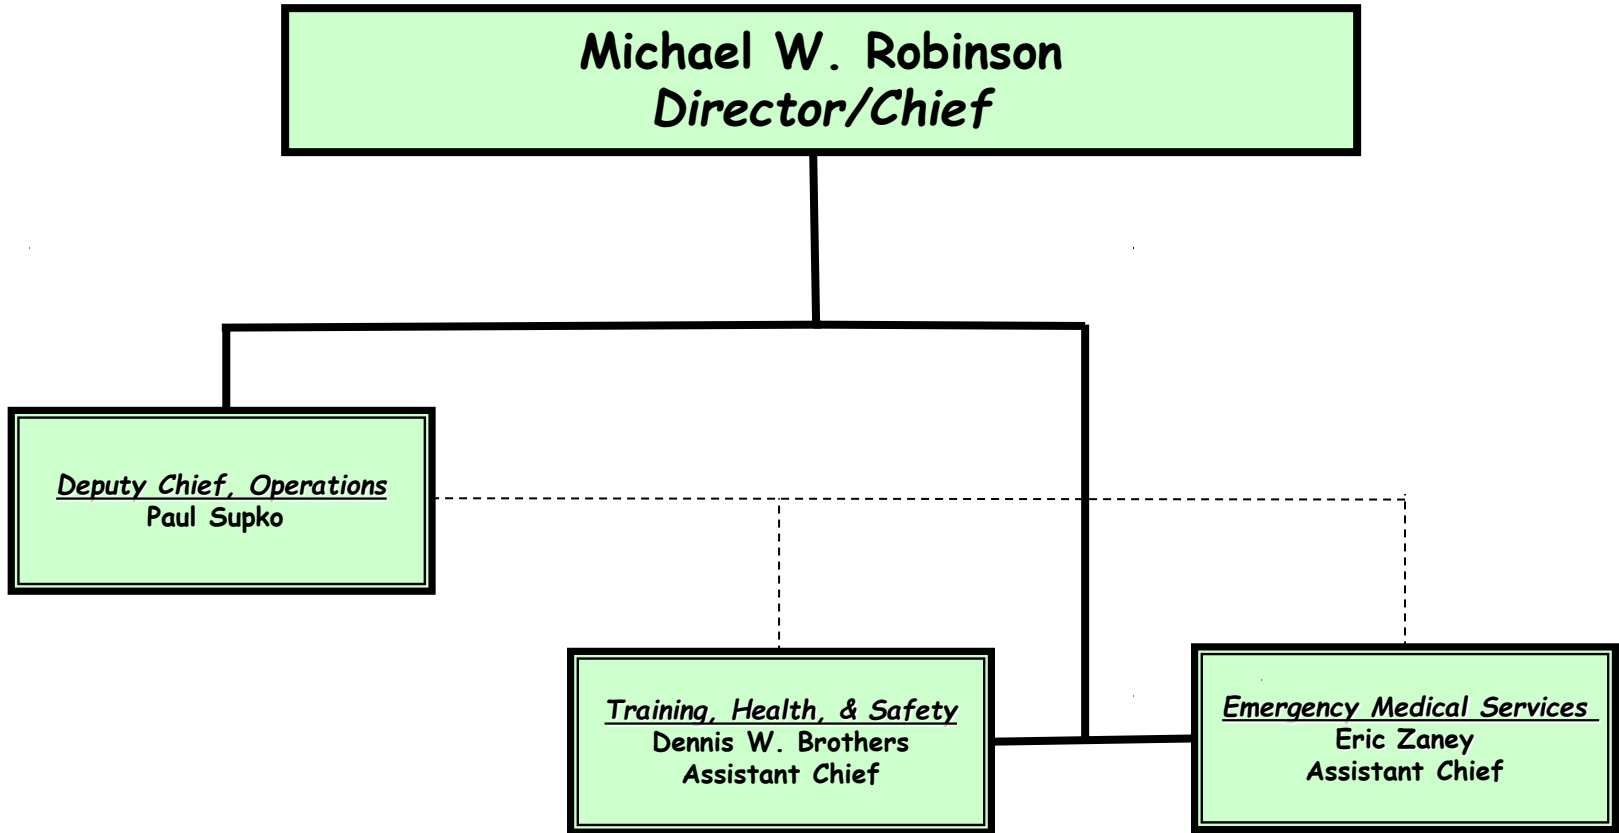 Michael W. Robinson
Director/Chief
Deputy Chief, Operations
Paul Supko
Training, Health, & Safety
Dennis W. Brothers
Assistant Chief
Emergency Medical Services
Eric Zaney
Assistant Chief